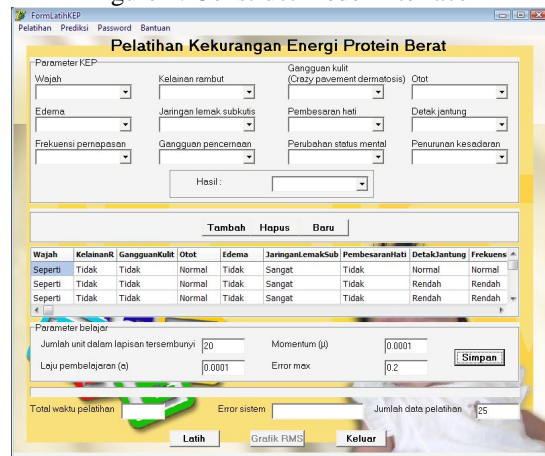 FormLatihKEP
Pelatihan Prediksi Password Bantuan
Pelatihan Kekurangan Energi Protein Berat
Parameter KEP
Wajah Kelainan rambut Gangguan kulit (Crazy pavement dermatosis) Otot
Edema Jaringan lemak subkutis Pembesaran hati Detak jantung
Frekuensi pernapasan Gangguan pencernaan Perubahan status mental Penurunan kesadaran
Hasil :
Tambah Hapus Baru
Wajah KelainanR GangguanKulit Otot Edema JaringanLemakSub PembesaranHati DetakJantung Frekuens
Seperti Tidak Tidak Normal Tidak Sangat Tidak Normal Normal
Seperti Tidak Tidak Normal Tidak Sangat Tidak Rendah Rendah
Seperti Tidak Tidak Normal Tidak Sangat Tidak Rendah Rendah
Parameter belajar
Jumlah unit dalam lapisan tersembunyi 20 Momentum (µ) 0.0001
Laju pembelajaran (a) 0.0001 Error max 0.2 Simpan
Total waktu pelatihan Error sistem Jumlah data pelatihan 25
Latih Grafik RMS Keluar